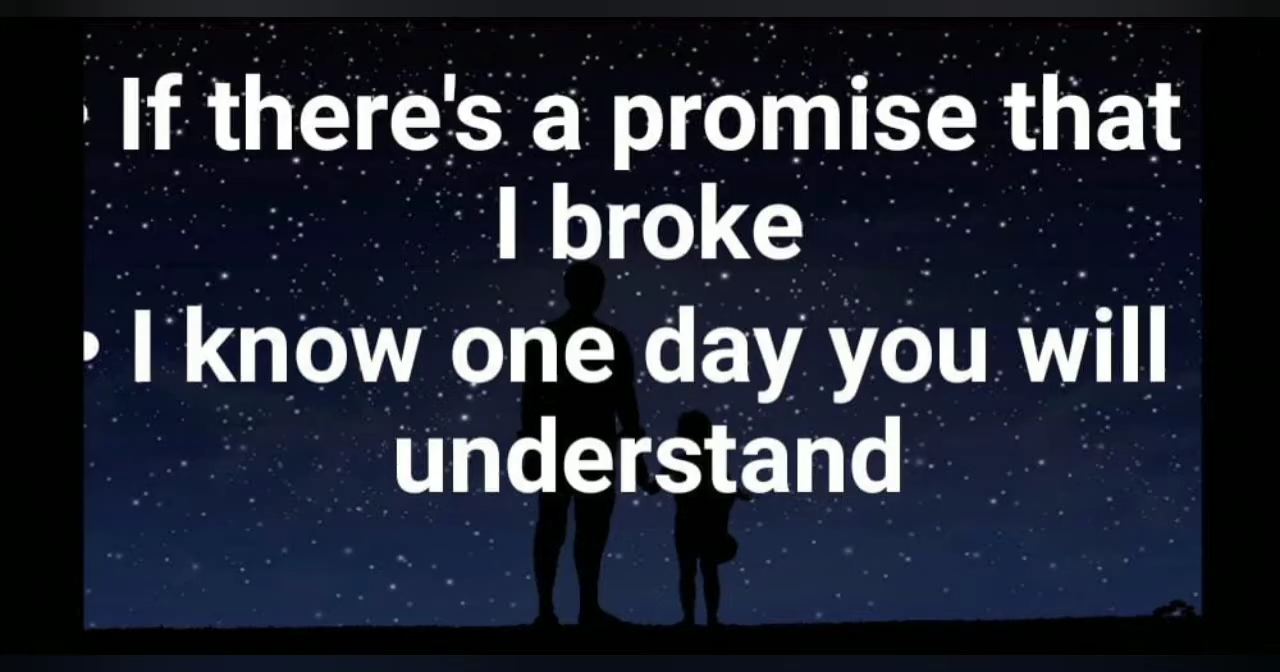 • If there's a promise that
I broke
• I know one day you will
understand